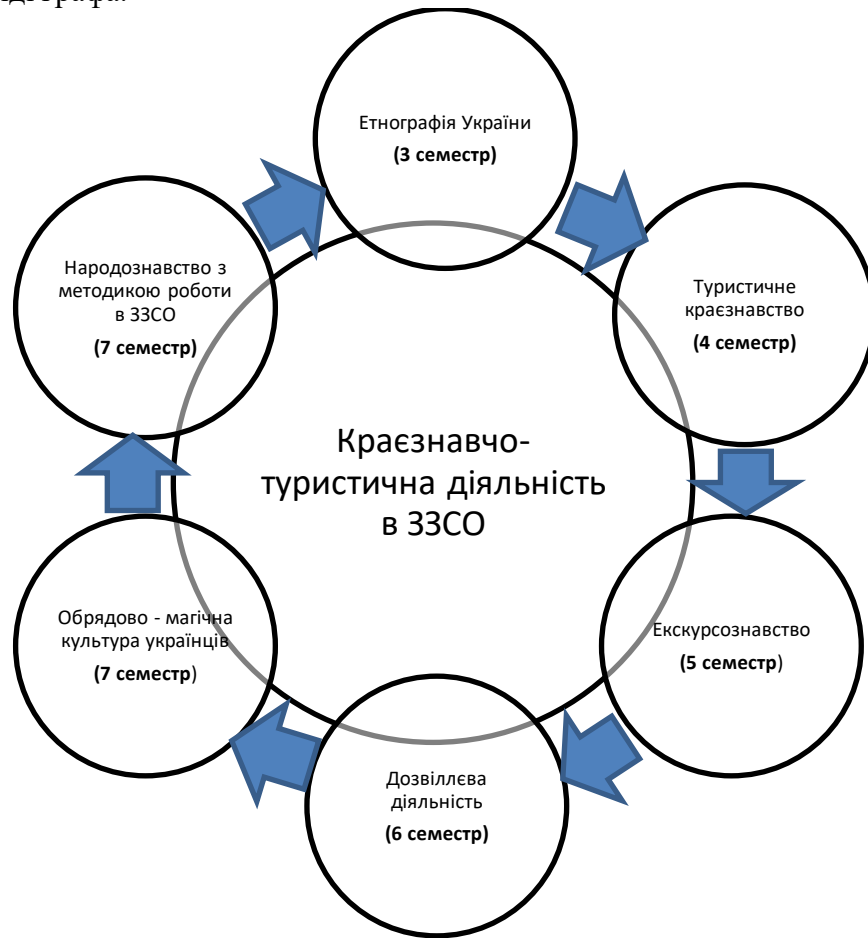 Етнографія України
(3 семестр)
Туристичне
краєзнавство
(4 семестр)
Екскурсознавство
(5 семестр)
Дозвіллєва
діяльність
(6 семестр)
Обрядово - магічна
культура українців
(7 семестр)
Народознавство з
методикою роботи
в ЗЗСО
(7 семестр)
Краєзнавчо-
туристична діяльність
в ЗЗСО